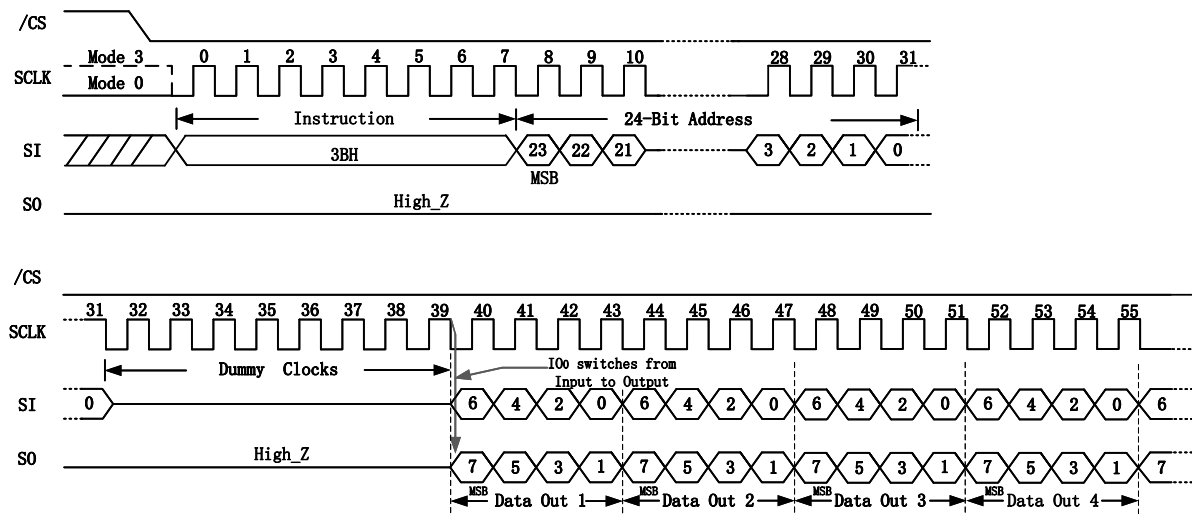 /CS
Mode 3 0 1 2 3 4 5 6 7 8 9 10 28 29 30 31
SCLK
Mode 0
Instruction 24-Bit Address
SI 3BH 23 22 21 3 2 1 0
MSB
High_Z
SO
/CS
31 32 33 34 35 36 37 38 39 40 41 42 43 44 45 46 47 48 49 50 51 52 53 54 55
SCLK
Dummy Clocks IO0 switches from
Input to Output
SI 0 6 4 2 0 6 4 2 0 6 4 2 0 6 4 2 0 6
High_Z
SO 7 5 3 1 7 5 3 1 7 5 3 1 7 5 3 1 7
MSB MSB MSB MSB
Data Out 1 Data Out 2 Data Out 3 Data Out 4